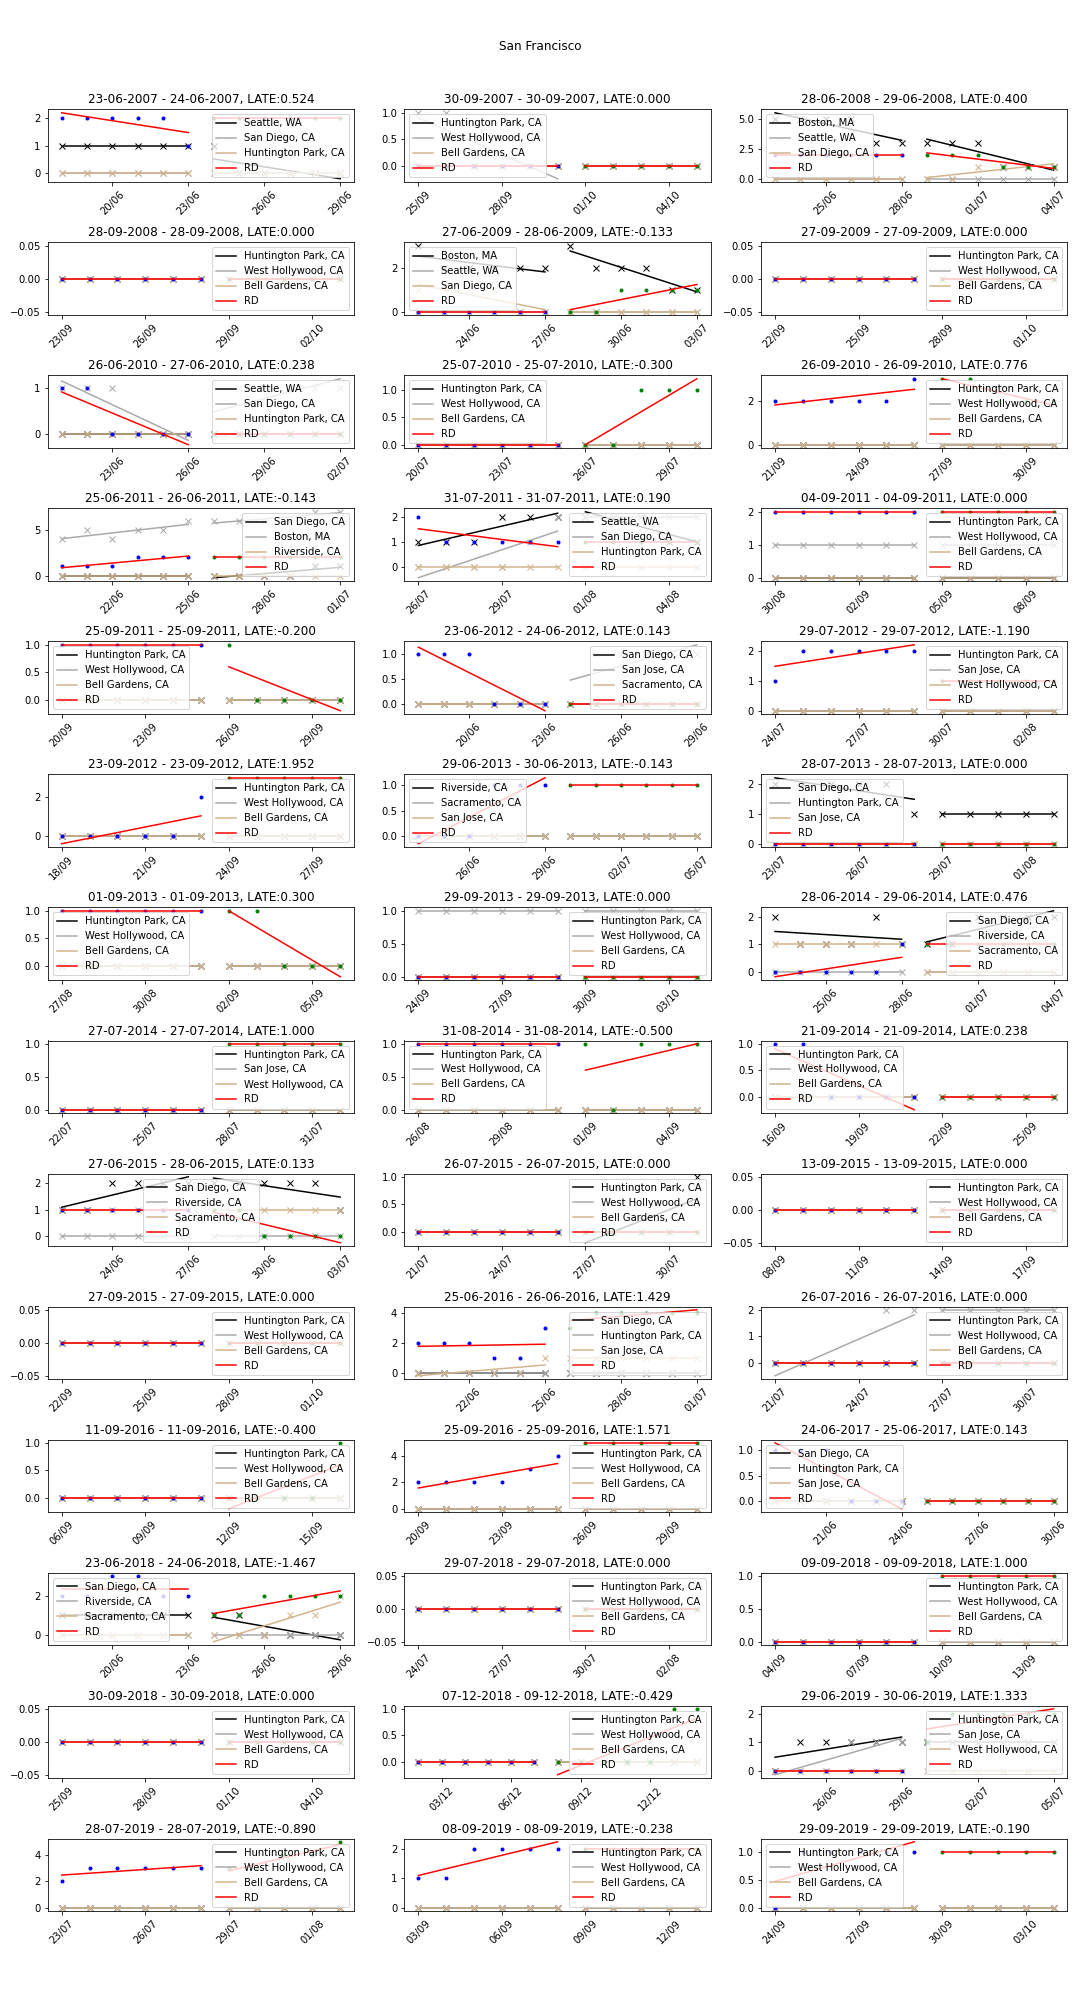 San Francisco
23-06-2007 - 24-06-2007, LATE:0.524
30-09-2007 - 30-09-2007, LATE:0.000
28-06-2008 - 29-06-2008, LATE:0.400
2
1
0
Seattle, WA
San Diego, CA
Huntington Park, CA
RD
20/06
23/06
26/06
29/06
1.0
0.5
0.0
Huntington Park, CA
West Hollywood, CA
Bell Gardens, CA
RD
25/09
28/09
01/10
04/10
5.0
2.5
0.0
Boston, MA
Seattle, WA
San Diego, CA
RD
25/06
28/06
01/07
04/07
28-09-2008 - 28-09-2008, LATE:0.000
27-06-2009 - 28-06-2009, LATE:-0.133
27-09-2009 - 27-09-2009, LATE:0.000
0.05
0.00
−0.05
Huntington Park, CA
West Hollywood, CA
Bell Gardens, CA
RD
23/09
26/09
29/09
02/10
2
0
Boston, MA
Seattle, WA
San Diego, CA
RD
24/06
27/06
30/06
03/07
0.05
0.00
−0.05
Huntington Park, CA
West Hollywood, CA
Bell Gardens, CA
RD
22/09
25/09
28/09
01/10
26-06-2010 - 27-06-2010, LATE:0.238
25-07-2010 - 25-07-2010, LATE:-0.300
26-09-2010 - 26-09-2010, LATE:0.776
1
0
Seattle, WA
San Diego, CA
Huntington Park, CA
RD
23/06
26/06
29/06
02/07
1.0
0.5
0.0
Huntington Park, CA
West Hollywood, CA
Bell Gardens, CA
RD
20/07
23/07
26/07
29/07
2
0
Huntington Park, CA
West Hollywood, CA
Bell Gardens, CA
RD
21/09
24/09
27/09
30/09
25-06-2011 - 26-06-2011, LATE:-0.143
31-07-2011 - 31-07-2011, LATE:0.190
04-09-2011 - 04-09-2011, LATE:0.000
5
0
San Diego, CA
Boston, MA
Riverside, CA
RD
22/06
25/06
28/06
01/07
2
1
0
Seattle, WA
San Diego, CA
Huntington Park, CA
RD
26/07
29/07
01/08
04/08
2
1
0
Huntington Park, CA
West Hollywood, CA
Bell Gardens, CA
RD
30/08
02/09
05/09
08/09
25-09-2011 - 25-09-2011, LATE:-0.200
23-06-2012 - 24-06-2012, LATE:0.143
29-07-2012 - 29-07-2012, LATE:-1.190
1.0
0.5
0.0
Huntington Park, CA
West Hollywood, CA
Bell Gardens, CA
RD
20/09
23/09
26/09
29/09
1.0
0.5
0.0
San Diego, CA
San Jose, CA
Sacramento, CA
RD
20/06
23/06
26/06
29/06
2
1
0
Huntington Park, CA
San Jose, CA
West Hollywood, CA
RD
24/07
27/07
30/07
02/08
23-09-2012 - 23-09-2012, LATE:1.952
29-06-2013 - 30-06-2013, LATE:-0.143
28-07-2013 - 28-07-2013, LATE:0.000
2
0
Huntington Park, CA
West Hollywood, CA
Bell Gardens, CA
RD
18/09
21/09
24/09
27/09
1.0
0.5
0.0
Riverside, CA
Sacramento, CA
San Jose, CA
RD
26/06
29/06
02/07
05/07
2
1
0
San Diego, CA
Huntington Park, CA
San Jose, CA
RD
23/07
26/07
29/07
01/08
01-09-2013 - 01-09-2013, LATE:0.300
29-09-2013 - 29-09-2013, LATE:0.000
28-06-2014 - 29-06-2014, LATE:0.476
1.0
0.5
0.0
Huntington Park, CA
West Hollywood, CA
Bell Gardens, CA
RD
27/08
30/08
02/09
05/09
1.0
0.5
0.0
Huntington Park, CA
West Hollywood, CA
Bell Gardens, CA
RD
24/09
27/09
30/09
03/10
2
1
0
San Diego, CA
Riverside, CA
Sacramento, CA
RD
25/06
28/06
01/07
04/07
27-07-2014 - 27-07-2014, LATE:1.000
31-08-2014 - 31-08-2014, LATE:-0.500
21-09-2014 - 21-09-2014, LATE:0.238
1.0
0.5
0.0
Huntington Park, CA
San Jose, CA
West Hollywood, CA
RD
22/07
25/07
28/07
31/07
1.0
0.5
0.0
Huntington Park, CA
West Hollywood, CA
Bell Gardens, CA
RD
26/08
29/08
01/09
04/09
1.0
0.5
0.0
Huntington Park, CA
West Hollywood, CA
Bell Gardens, CA
RD
16/09
19/09
22/09
25/09
27-06-2015 - 28-06-2015, LATE:0.133
26-07-2015 - 26-07-2015, LATE:0.000
13-09-2015 - 13-09-2015, LATE:0.000
2
1
0
San Diego, CA
Riverside, CA
Sacramento, CA
RD
24/06
27/06
30/06
03/07
1.0
0.5
0.0
Huntington Park, CA
West Hollywood, CA
Bell Gardens, CA
RD
21/07
24/07
27/07
30/07
0.05
0.00
−0.05
Huntington Park, CA
West Hollywood, CA
Bell Gardens, CA
RD
08/09
11/09
14/09
17/09
27-09-2015 - 27-09-2015, LATE:0.000
25-06-2016 - 26-06-2016, LATE:1.429
26-07-2016 - 26-07-2016, LATE:0.000
0.05
0.00
−0.05
Huntington Park, CA
West Hollywood, CA
Bell Gardens, CA
RD
22/09
25/09
28/09
01/10
4
2
0
San Diego, CA
Huntington Park, CA
San Jose, CA
RD
22/06
25/06
28/06
01/07
2
1
0
Huntington Park, CA
West Hollywood, CA
Bell Gardens, CA
RD
21/07
24/07
27/07
30/07
11-09-2016 - 11-09-2016, LATE:-0.400
25-09-2016 - 25-09-2016, LATE:1.571
24-06-2017 - 25-06-2017, LATE:0.143
1.0
0.5
0.0
Huntington Park, CA
West Hollywood, CA
Bell Gardens, CA
RD
06/09
09/09
12/09
15/09
4
2
0
Huntington Park, CA
West Hollywood, CA
Bell Gardens, CA
RD
20/09
23/09
26/09
29/09
1.0
0.5
0.0
San Diego, CA
Huntington Park, CA
San Jose, CA
RD
21/06
24/06
27/06
30/06
23-06-2018 - 24-06-2018, LATE:-1.467
29-07-2018 - 29-07-2018, LATE:0.000
09-09-2018 - 09-09-2018, LATE:1.000
2
0
San Diego, CA
Riverside, CA
Sacramento, CA
RD
20/06
23/06
26/06
29/06
0.05
0.00
−0.05
Huntington Park, CA
West Hollywood, CA
Bell Gardens, CA
RD
24/07
27/07
30/07
02/08
1.0
0.5
0.0
Huntington Park, CA
West Hollywood, CA
Bell Gardens, CA
RD
04/09
07/09
10/09
13/09
30-09-2018 - 30-09-2018, LATE:0.000
07-12-2018 - 09-12-2018, LATE:-0.429
29-06-2019 - 30-06-2019, LATE:1.333
0.05
0.00
−0.05
Huntington Park, CA
West Hollywood, CA
Bell Gardens, CA
RD
25/09
28/09
01/10
04/10
1.0
0.5
0.0
Huntington Park, CA
West Hollywood, CA
Bell Gardens, CA
RD
03/12
06/12
09/12
12/12
2
1
0
Huntington Park, CA
San Jose, CA
West Hollywood, CA
RD
26/06
29/06
02/07
05/07
28-07-2019 - 28-07-2019, LATE:-0.890
08-09-2019 - 08-09-2019, LATE:-0.238
29-09-2019 - 29-09-2019, LATE:-0.190
4
2
0
Huntington Park, CA
West Hollywood, CA
Bell Gardens, CA
RD
23/07
26/07
29/07
01/08
2
1
0
Huntington Park, CA
West Hollywood, CA
Bell Gardens, CA
RD
03/09
06/09
09/09
12/09
1.0
0.5
0.0
Huntington Park, CA
West Hollywood, CA
Bell Gardens, CA
RD
24/09
27/09
30/09
03/10